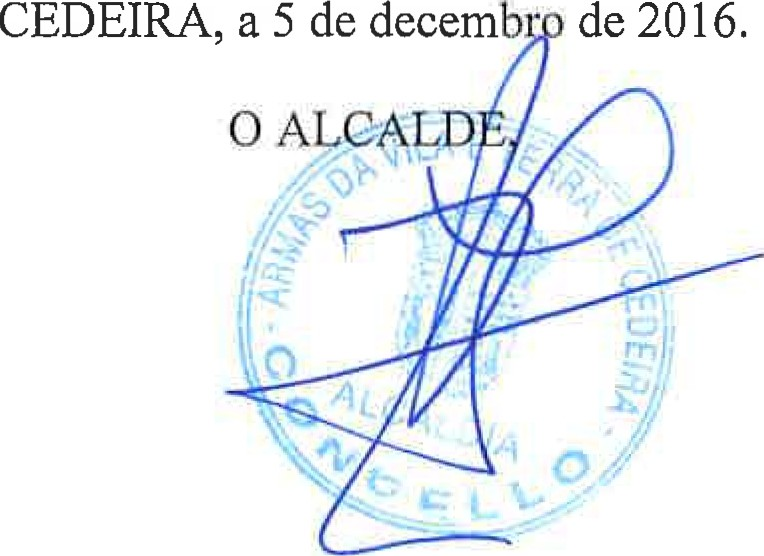 CEDEIRA, a 5 de decembro de 2016.
O ALCALDE,
· ARMAS DA VILA E TERRA DE CEDEIRA ·
ALCALDÍA
CONCELLO